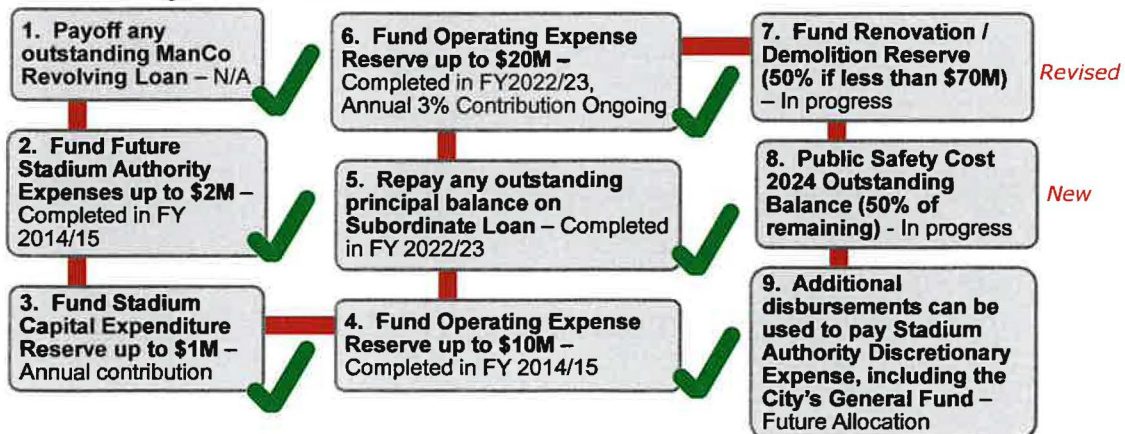 1. Payoff any
outstanding ManCo
Revolving Loan – N/A
2. Fund Future
Stadium Authority
Expenses up to $2M –
Completed in FY
2014/15
3. Fund Stadium
Capital Expenditure
Reserve up to $1M –
Annual contribution
4. Fund Operating Expense
Reserve up to $10M –
Completed in FY 2014/15
5. Repay any outstanding
principal balance on
Subordinate Loan – Completed
in FY 2022/23
6. Fund Operating Expense
Reserve up to $20M –
Completed in FY2022/23,
Annual 3% Contribution Ongoing
7. Fund Renovation /
Demolition Reserve
(50% if less than $70M)
– In progress
Revised
8. Public Safety Cost
2024 Outstanding
Balance (50% of
remaining) - In progress
New
9. Additional
disbursements can be
used to pay Stadium
Authority Discretionary
Expense, including the
City's General Fund –
Future Allocation